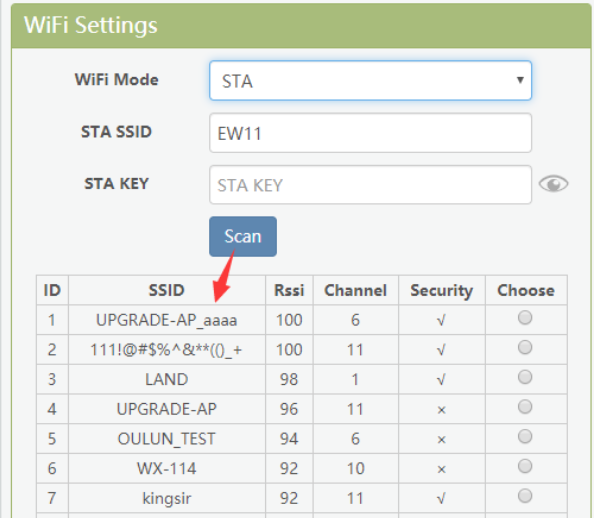 WiFi Settings
WiFi Mode STA
STA SSID EW11
STA KEY STA KEY
Scan
ID SSID Rssi Channel Security Choose
1 UPGRADE-AP_aaaa 100 6 √
2 111!@#$%^&**(()_+ 100 11 √
3 LAND 98 1 √
4 UPGRADE-AP 96 11 ×
5 OULUN_TEST 94 6 ×
6 WX-114 92 10 ×
7 kingsir 92 11 √